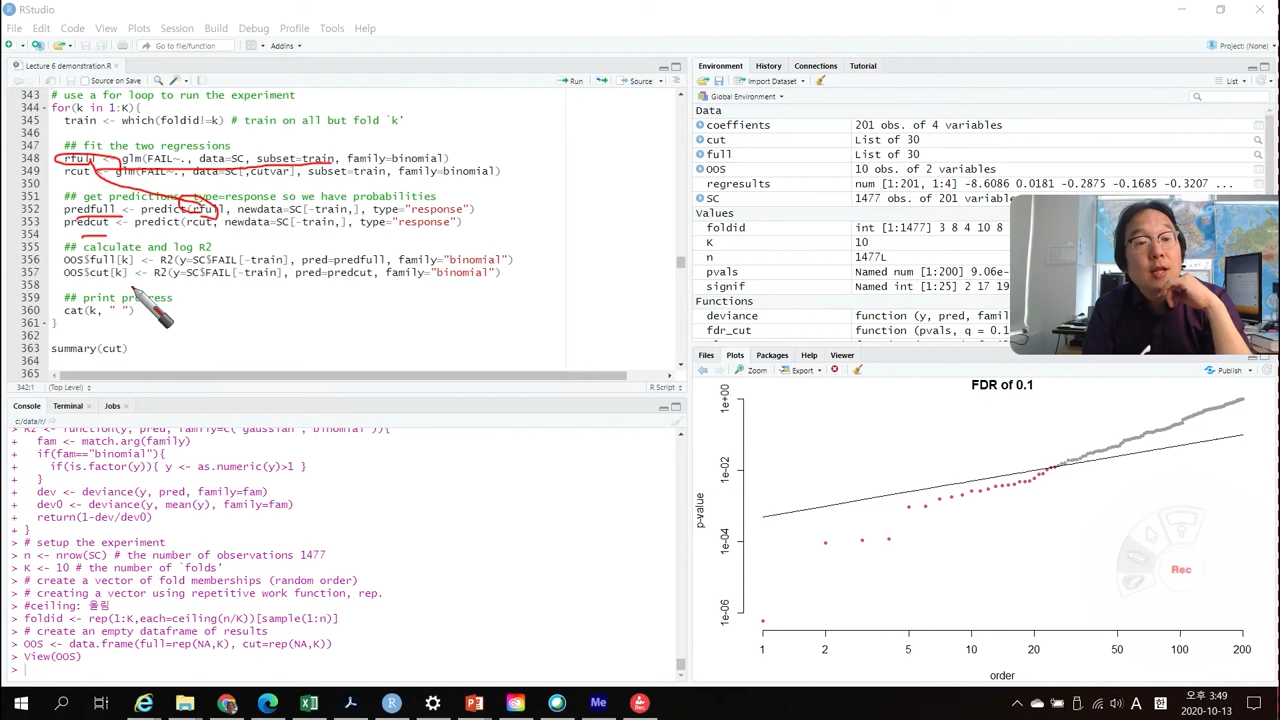 RStudio
File Edit Code View Plots Session Build Debug Profile Tools Help
Go to file/function Addins Project: (None)
Lecture 6 demonstration.R
Source on Save Run Source
343 # use a for loop to run the experiment
344 for(k in 1:K){
345 train <- which(foldid!=k) # train on all but fold `k'
346
347 ## fit the two regressions
348 rfull <- glm(FAIL~., data=SC, subset=train, family=binomial)
349 rcut <- glm(FAIL~., data=SC[,cutvar], subset=train, family=binomial)
350
351 ## get predictions: type=response so we have probabilities
352 predfull <- predict(rfull, newdata=SC[-train,], type="response")
353 predcut <- predict(rcut, newdata=SC[-train,], type="response")
354
355 ## calculate and log R2
356 OOS$full[k] <- R2(y=SC$FAIL[-train], pred=predfull, family="binomial")
357 OOS$cut[k] <- R2(y=SC$FAIL[-train], pred=predcut, family="binomial")
358
359 ## print progress
360 cat(k, " ")
361 }
362
363 summary(cut)
364
365
342:1 (Top Level) R Script
Console Terminal Jobs
c:/data/r/
> R2 <- function(y, pred, family=c("gaussian","binomial")){
+ fam <- match.arg(family)
+ if(fam=="binomial"){
+ if(is.factor(y)){ y <- as.numeric(y)>1 }
+ }
+ dev <- deviance(y, pred, family=fam)
+ dev0 <- deviance(y, mean(y), family=fam)
+ return(1-dev/dev0)
+ }
> # setup the experiment
> n <- nrow(SC) # the number of observations 1477
> K <- 10 # the number of `folds'
> # create a vector of fold memberships (random order)
> # creating a vector using repetitive work function, rep.
> #ceiling: 올림
> foldid <- rep(1:K,each=ceiling(n/K))[sample(1:n)]
> # create an empty dataframe of results
> OOS <- data.frame(full=rep(NA,K), cut=rep(NA,K))
> View(OOS)
>
Environment History Connections Tutorial
Import Dataset List
Global Environment
Data
coeffients 201 obs. of 4 variables
cut List of 30
full List of 30
OOS 10 obs. of 2 variables
regresults num [1:201, 1:4] -8.6086 0.0181 -0.2875 -0.1685 -0.3207 ...
SC 1477 obs. of
Values
foldid int [1:1477] 3 8 4 10 8
K 10
n 1477L
pvals Named num [1:200] 9.06e-
signif Named int [1:25] 2 17 19
Functions
deviance function (y, pred, f
fdr_cut function (pvals, q = 0.1
Files Plots Packages Help Viewer
Zoom Export Publish
FDR of 0.1
p-value
1e+00
1e-02
1e-04
1e-06
1 2 5 10 20 50 100 200
order
Rec
Me
A 한
오후 3:49
2020-10-13